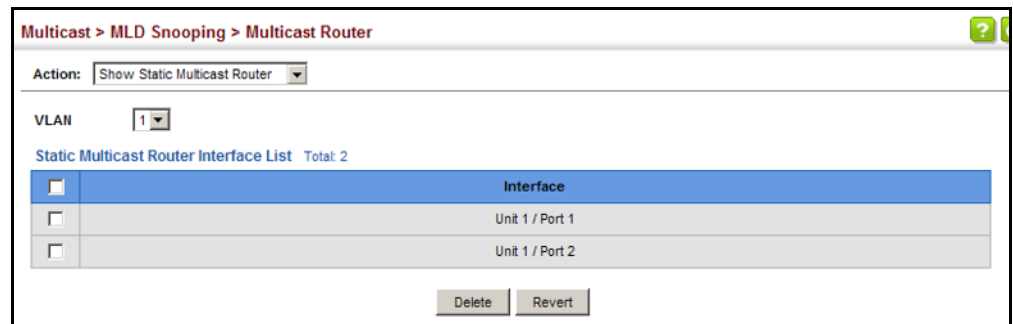 Multicast > MLD Snooping > Multicast Router
?
Action: Show Static Multicast Router
VLAN 1
Static Multicast Router Interface List Total: 2
Interface
Unit 1 / Port 1
Unit 1 / Port 2
Delete Revert